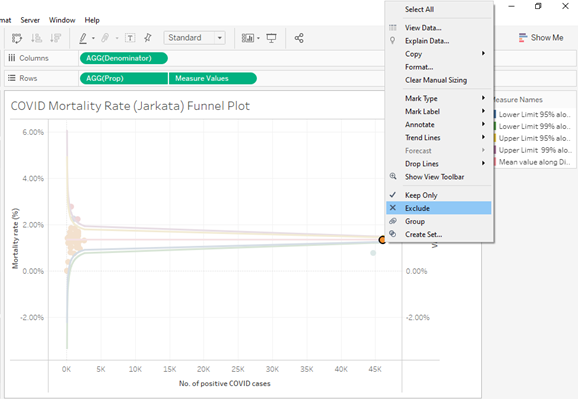 mat Server Window Help
Standard
Show Me
Columns AGG(Denominator)
Rows AGG(Prop) Measure Values
COVID Mortality Rate (Jarkata) Funnel Plot
Mortality rate (%)
6.00%
4.00%
2.00%
0.00%
-2.00%
0.00%
-2.00%
0K 5K 10K 15K 20K 25K 30K 35K 40K 45K
No. of positive COVID cases
Select All
View Data...
Explain Data...
Copy
Format...
Clear Manual Sizing
Mark Type
Mark Label
Annotate
Trend Lines
Forecast
Drop Lines
Show View Toolbar
Keep Only
Exclude
Group
Create Set...
Measure Names
Lower Limit 95% alo..
Lower Limit 99% alo..
Upper Limit 95% alo..
Upper Limit 99% alo..
Mean value along Di..